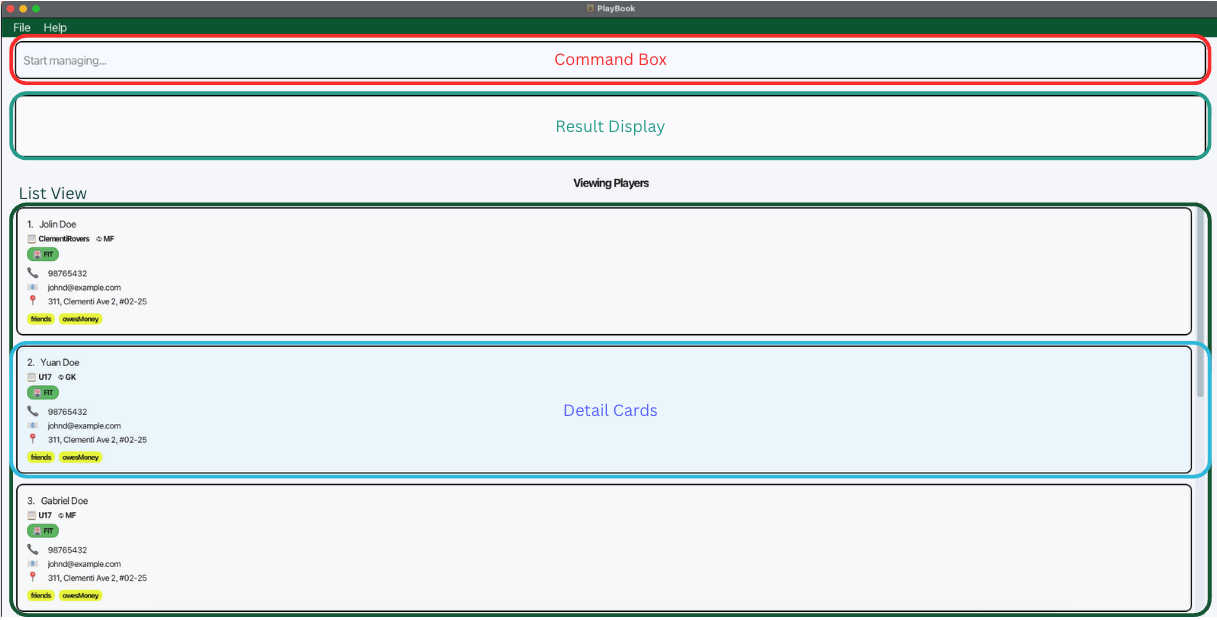 PlayBook
File Help
Start managing...
Command Box
Result Display
Viewing Players
List View
1. Jolin Doe
ClementiRovers MF
FIT
98765432
johnd@example.com
311, Clementi Ave 2, #02-25
friends owesMoney
2. Yuan Doe
U17 GK
FIT
98765432
johnd@example.com
311, Clementi Ave 2, #02-25
friends owesMoney
Detail Cards
3. Gabriel Doe
U17 MF
FIT
98765432
johnd@example.com
311, Clementi Ave 2, #02-25
friends owesMoney